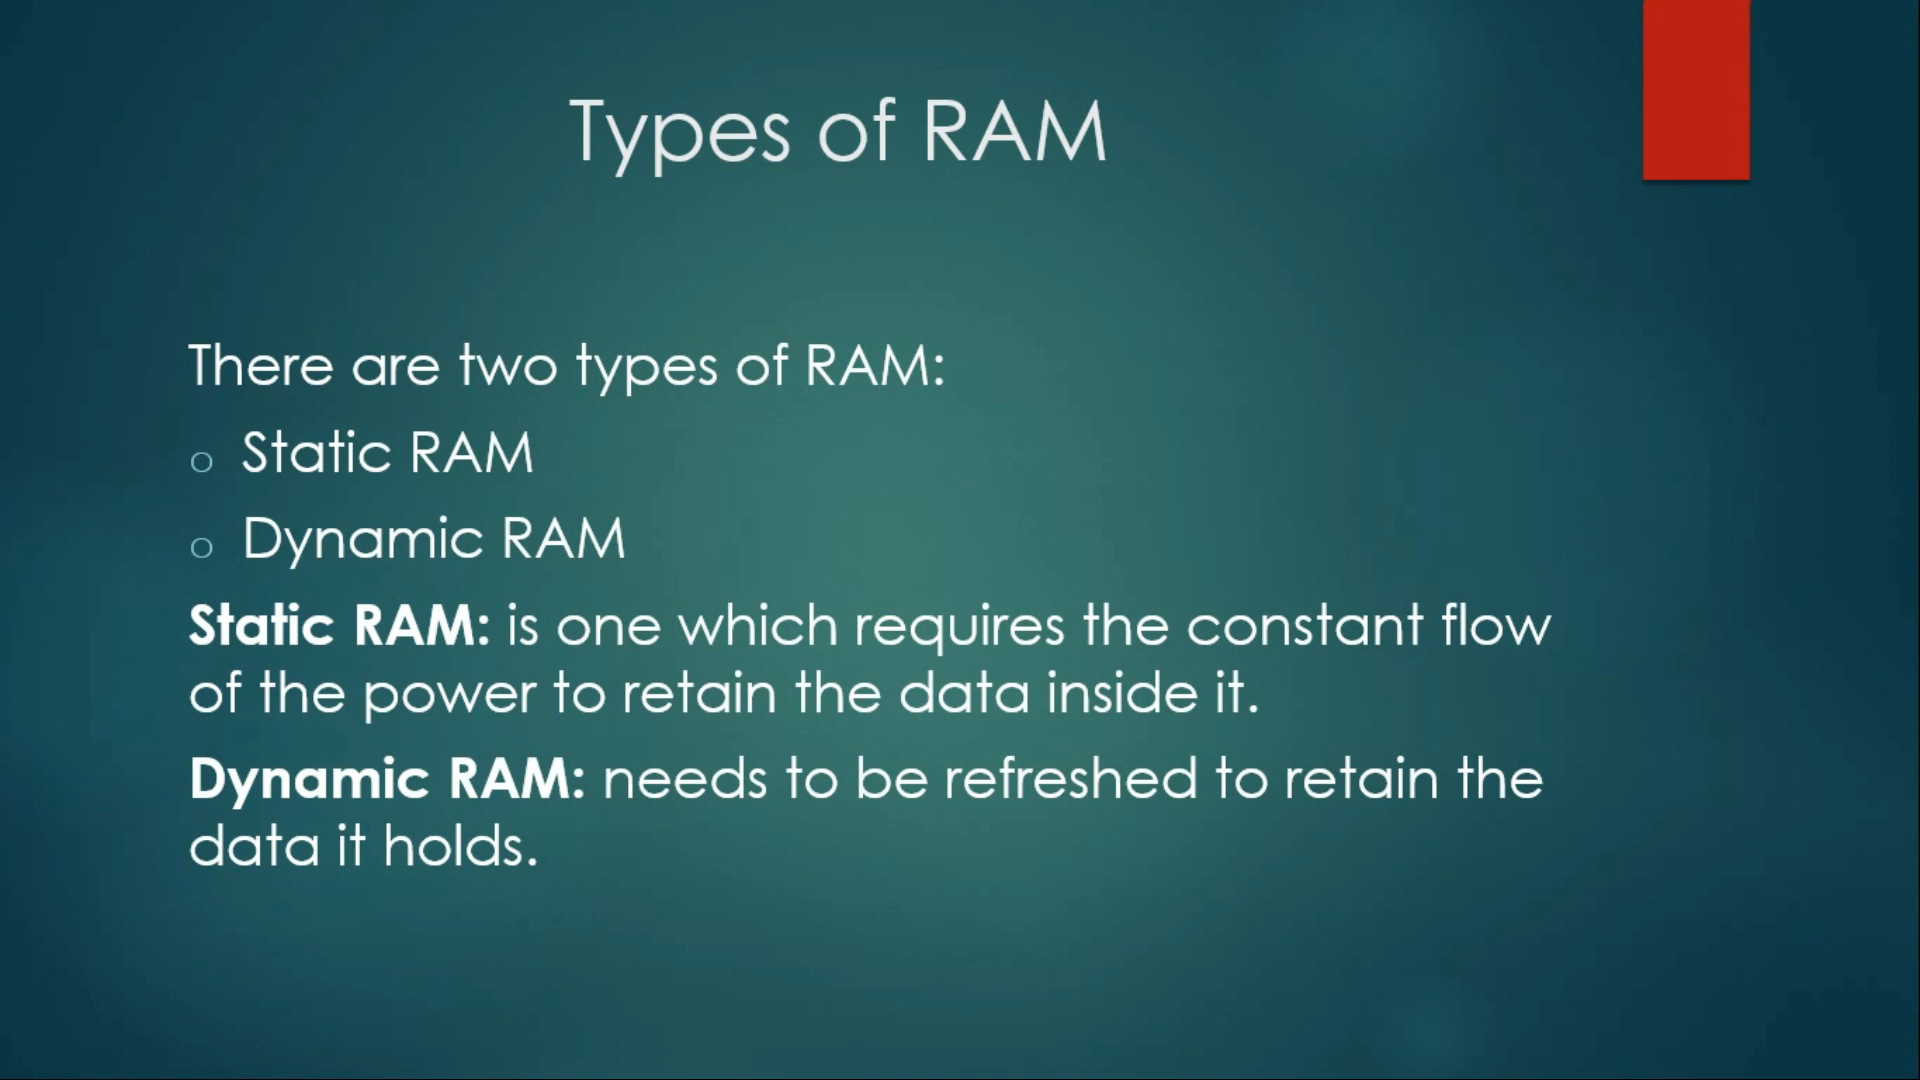 Types of RAM
There are two types of RAM:
o Static RAM
o Dynamic RAM
Static RAM: is one which requires the constant flow
of the power to retain the data inside it.
Dynamic RAM: needs to be refreshed to retain the
data it holds.